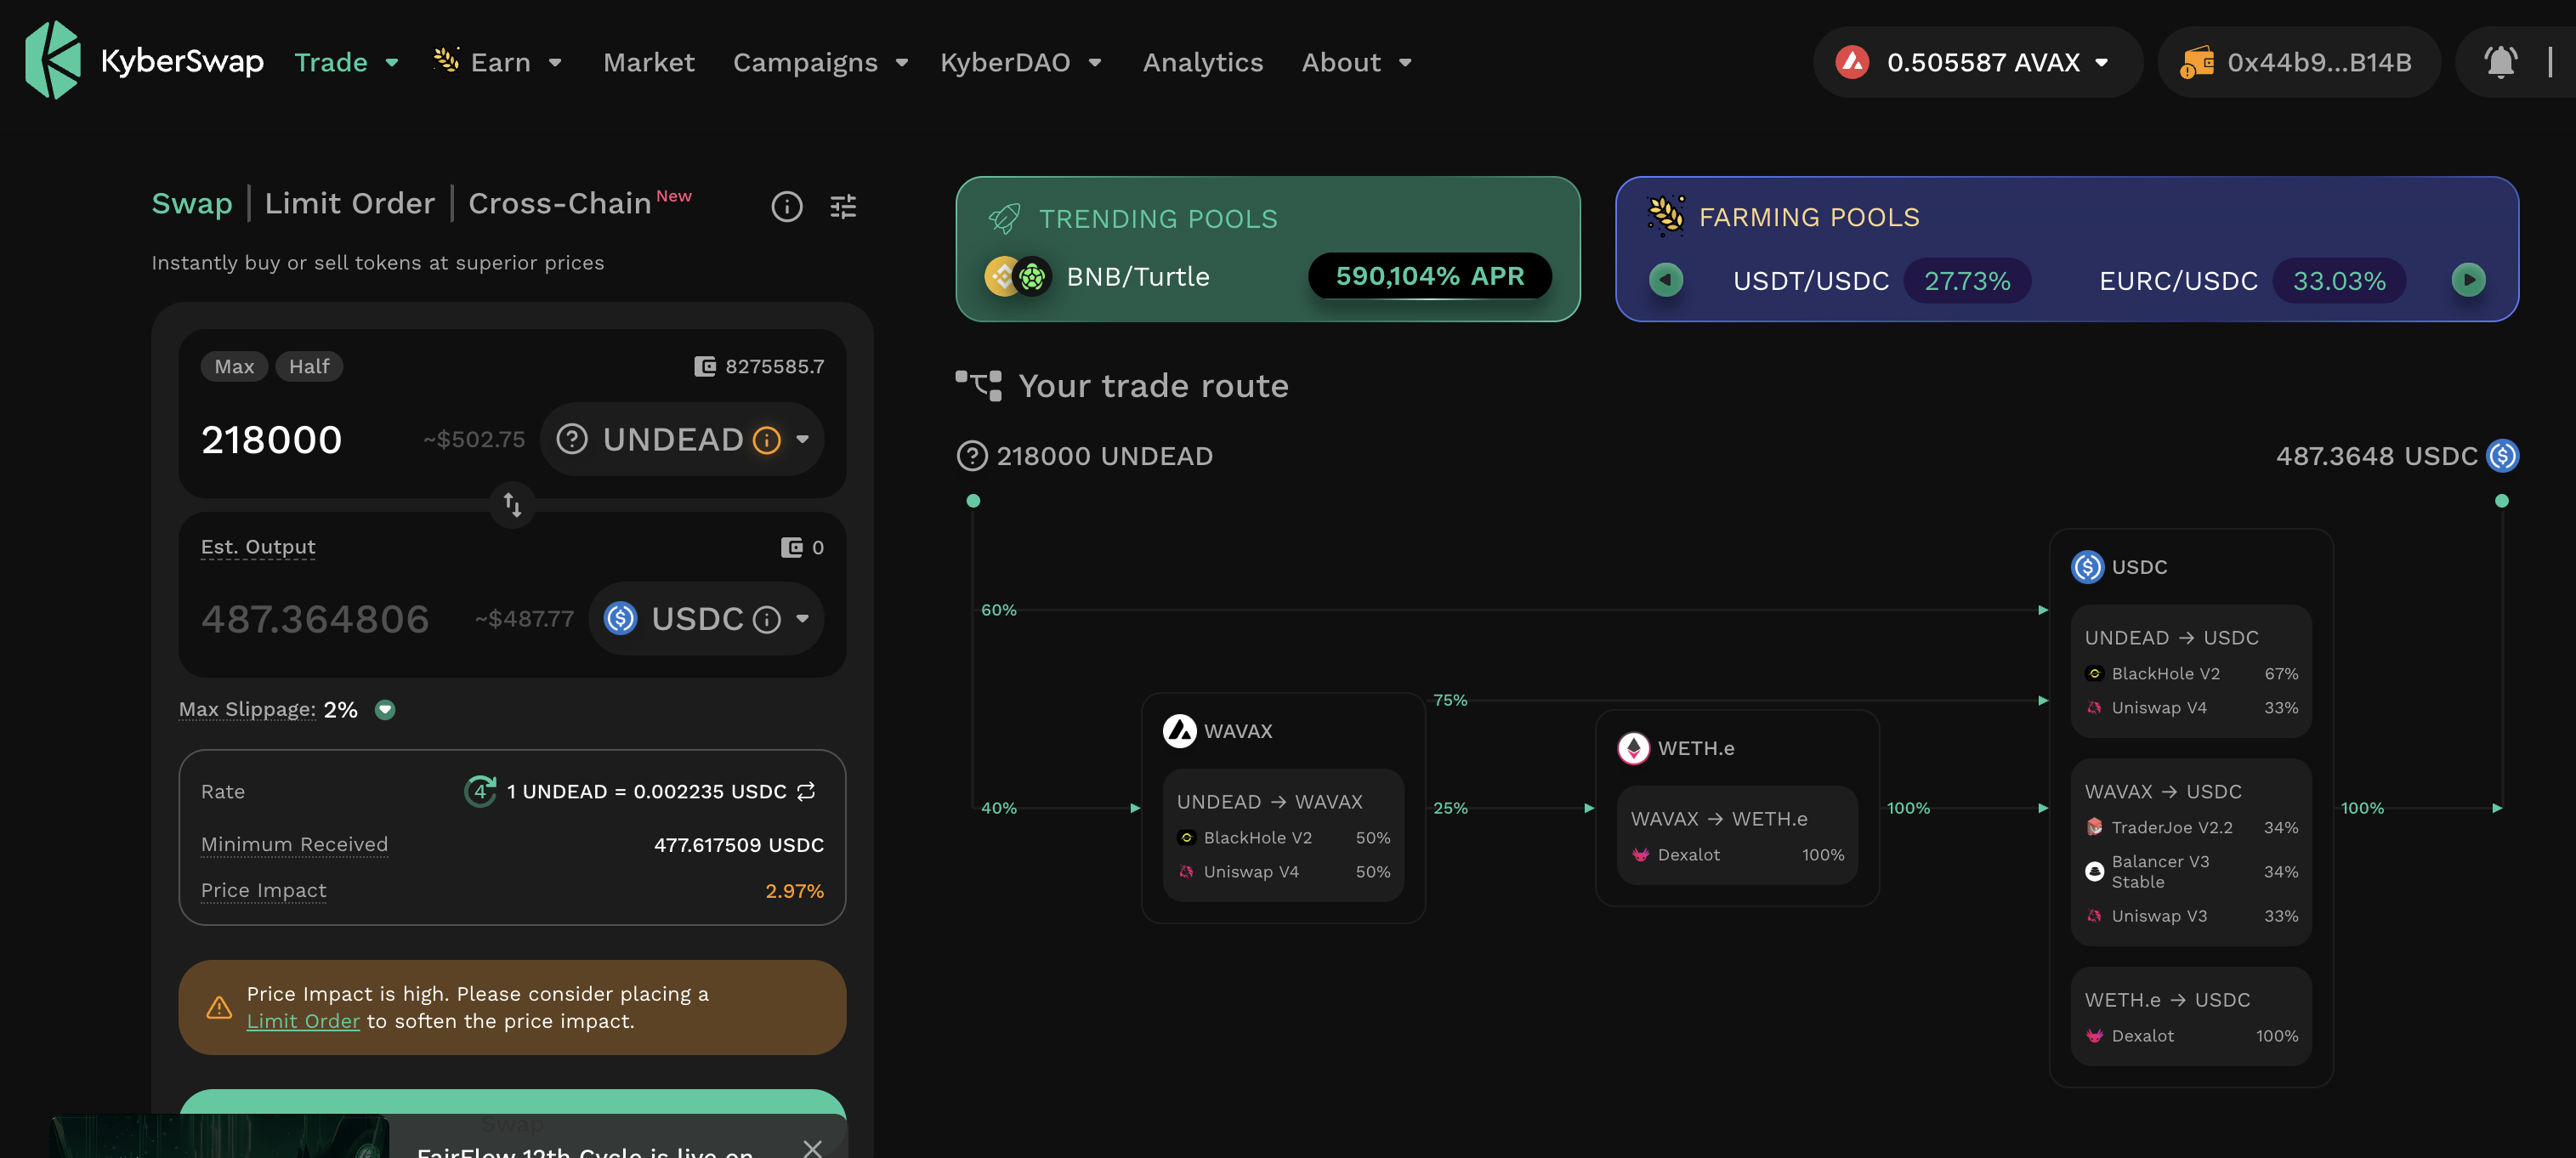 KyberSwap
Trade
Earn
Market
Campaigns
KyberDAO
Analytics
About
0.505587 AVAX
0x44b9...B14B
Swap
Limit Order
Cross-Chain New
Instantly buy or sell tokens at superior prices
Max
Half
8275585.7
218000
~$502.75
UNDEAD
Est. Output
0
487.364806
~$487.77
USDC
Max Slippage: 2%
Rate
4
1 UNDEAD = 0.002235 USDC
Minimum Received
477.617509 USDC
Price Impact
2.97%
Price Impact is high. Please consider placing a
Limit Order to soften the price impact.
Swap
FairFlow 12th Cycle is live on
TRENDING POOLS
BNB/Turtle
590,104% APR
FARMING POOLS
USDT/USDC
27.73%
EURC/USDC
33.03%
Your trade route
218000 UNDEAD
487.3648 USDC
60%
40%
WAVAX
UNDEAD → WAVAX
BlackHole V2 50%
Uniswap V4 50%
75%
25%
WETH.e
WAVAX → WETH.e
Dexalot 100%
100%
USDC
UNDEAD → USDC
BlackHole V2 67%
Uniswap V4 33%
WAVAX → USDC
TraderJoe V2.2 34%
Balancer V3
Stable 34%
Uniswap V3 33%
WETH.e → USDC
Dexalot 100%
100%